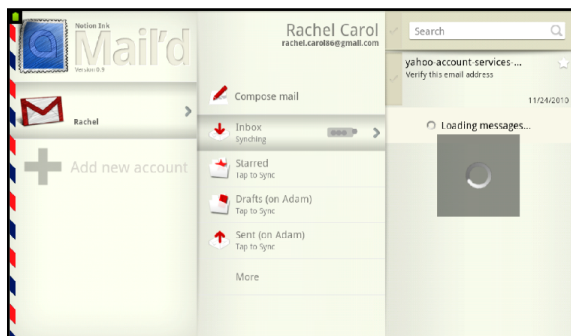 Notion Ink
Mail'd
Version: 0.9
Rachel
Add new account
Rachel Carol
rachel.carol86@gmail.com
Compose mail
Inbox
Synching
Starred
Tap to Sync
Drafts (on Adam)
Tap to Sync
Sent (on Adam)
Tap to Sync
More
Search
yahoo-account-services-...
Verify this email address
11/24/2010
Loading messages...